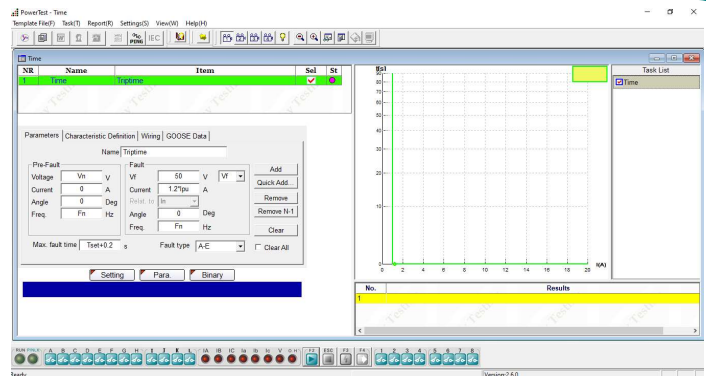 PowerTest - Time
Template File(F) Task(T) Report(R) Settings(S) View(W) Help(H)
PENG IEC
Time
NR Name Item Sel St
1 Time Triptime
Parameters Characteristic Definition Wiring GOOSE Data
Name Triptime
Pre-Fault Fault
Voltage Vn V Vf 50 V Vf Add
Current 0 A Current 1.2*Ipu A Quick Add...
Angle 0 Deg Relat. to In Remove
Freq. Fn Hz Angle 0 Deg Remove N-1
Freq. Fn Hz Clear
Max. fault time Tset+0.2 s Fault type A-E Clear All
Setting Para. Binary
t[s]
80
70
60
50
40
30
20
10
0
0 2 4 6 8 10 12 14 16 18 20 I(A)
Task List
Time
No. Results
1
RUN A B C D E F G H I J K L IA IB IC Ia Ib Ic V O H F2 ESC F3 F4 1 2 3 4 5 6 7 8
Ready Version:2.6.0